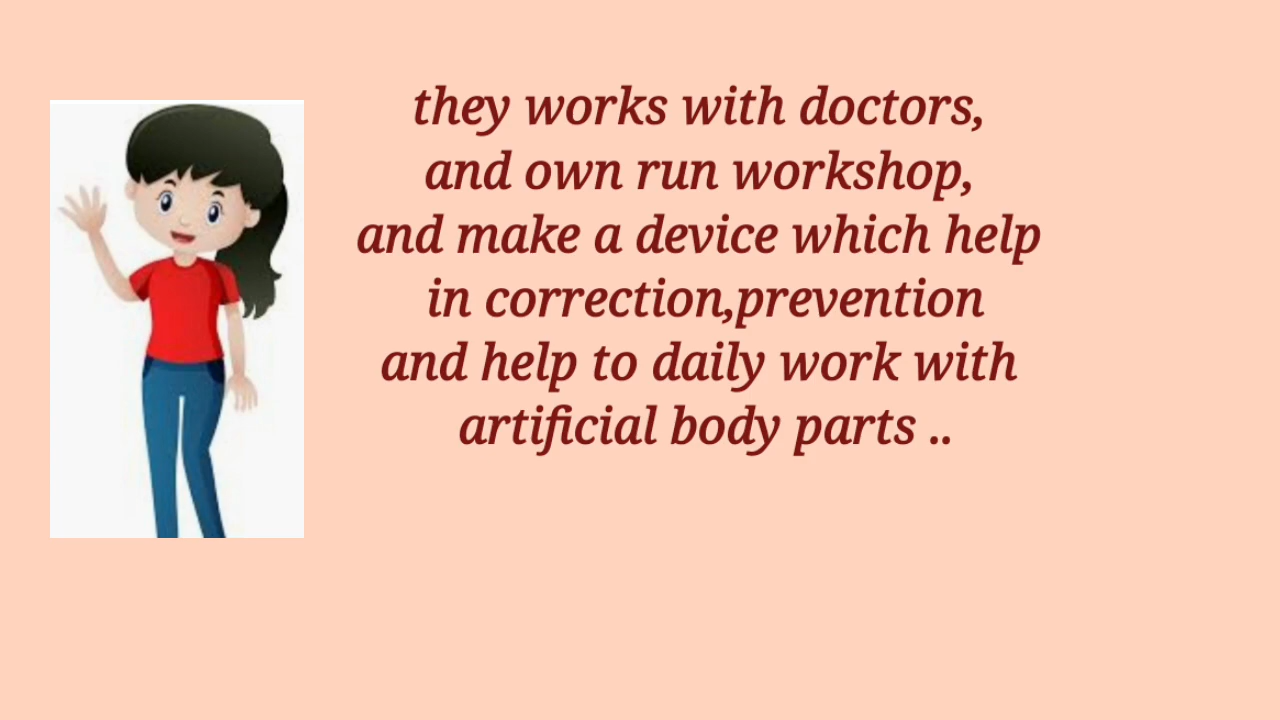 they works with doctors,
and own run workshop,
and make a device which help
in correction,prevention
and help to daily work with
artificial body parts ..